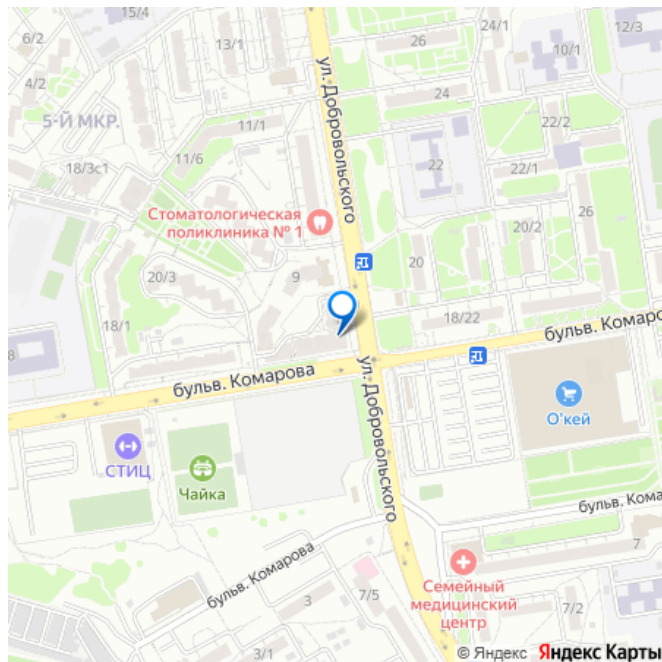 15/4
6/2
13/1
26
24/1
12/3
10/1
4/2
ул. Добровольского
24
5-Й МКР.
11/1
22/2
11/6
18/3с1
22
22/1
Стоматологическая
поликлиника № 1
26
20/2
20/3
9
20
18/1
18/22
бульв. Комаро
8
бульв. Комарова
ул. Добровольского
О'кей
СТИЦ
Чайка
бульв. Кома
бульв. Комарова
7
Семейный
медицинский
центр
3
7/5
7/2
3/1
© Яндекс Яндекс Карты